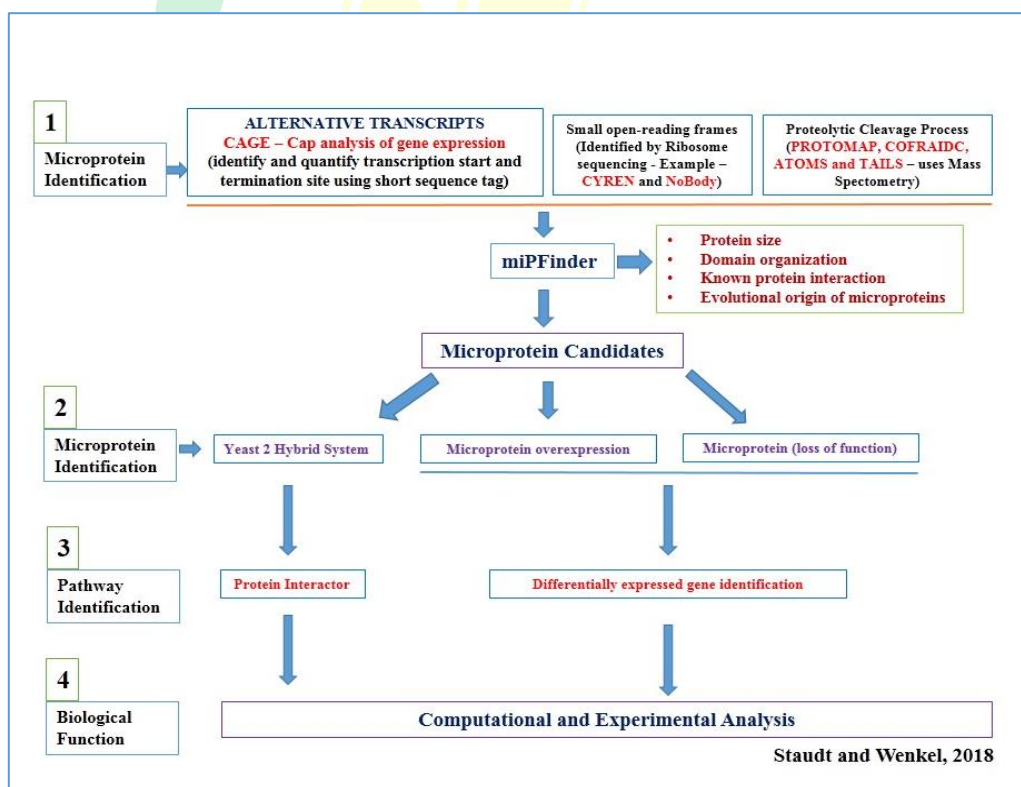 1
Microprotein
Identification
ALTERNATIVE TRANSCRIPTS
CAGE – Cap analysis of gene expression
(identify and quantify transcription start and
termination site using short sequence tag)
Small open-reading frames
(Identified by Ribosome
sequencing - Example –
CYREN and NoBody)
Proteolytic Cleavage Process
(PROTOMAP, COFRAIDC,
ATOMS and TAILS – uses Mass
Spectometry)
miPFinder
• Protein size
• Domain organization
• Known protein interaction
• Evolutional origin of microproteins
Microprotein Candidates
2
Microprotein
Identification
Yeast 2 Hybrid System
Microprotein overexpression
Microprotein (loss of function)
3
Pathway
Identification
Protein Interactor
Differentially expressed gene identification
4
Biological
Function
Computational and Experimental Analysis
Staudt and Wenkel, 2018